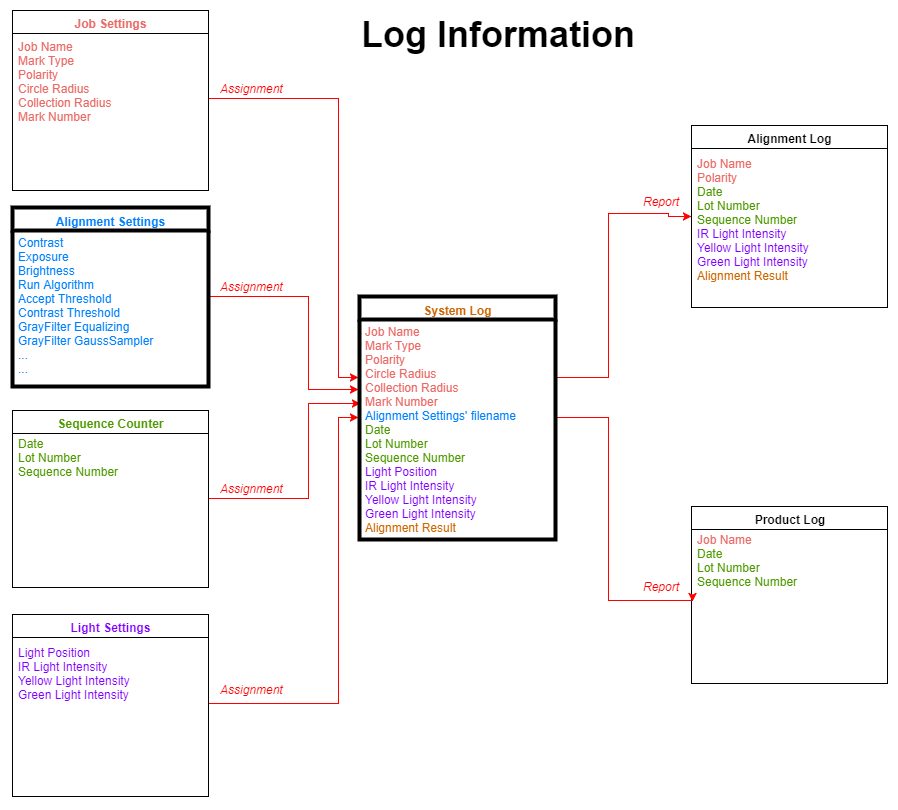 Log Information
Job Settings
Job Name
Mark Type
Polarity
Circle Radius
Collection Radius
Mark Number
Assignment
Alignment Settings
Contrast
Exposure
Brightness
Run Algorithm
Accept Threshold
Contrast Threshold
GrayFilter Equalizing
GrayFilter GaussSampler
...
...
Assignment
Sequence Counter
Date
Lot Number
Sequence Number
Assignment
Light Settings
Light Position
IR Light Intensity
Yellow Light Intensity
Green Light Intensity
Assignment
System Log
Job Name
Mark Type
Polarity
Circle Radius
Collection Radius
Mark Number
Alignment Settings' filename
Date
Lot Number
Sequence Number
Light Position
IR Light Intensity
Yellow Light Intensity
Green Light Intensity
Alignment Result
Report
Alignment Log
Job Name
Polarity
Date
Lot Number
Sequence Number
IR Light Intensity
Yellow Light Intensity
Green Light Intensity
Alignment Result
Report
Product Log
Job Name
Date
Lot Number
Sequence Number